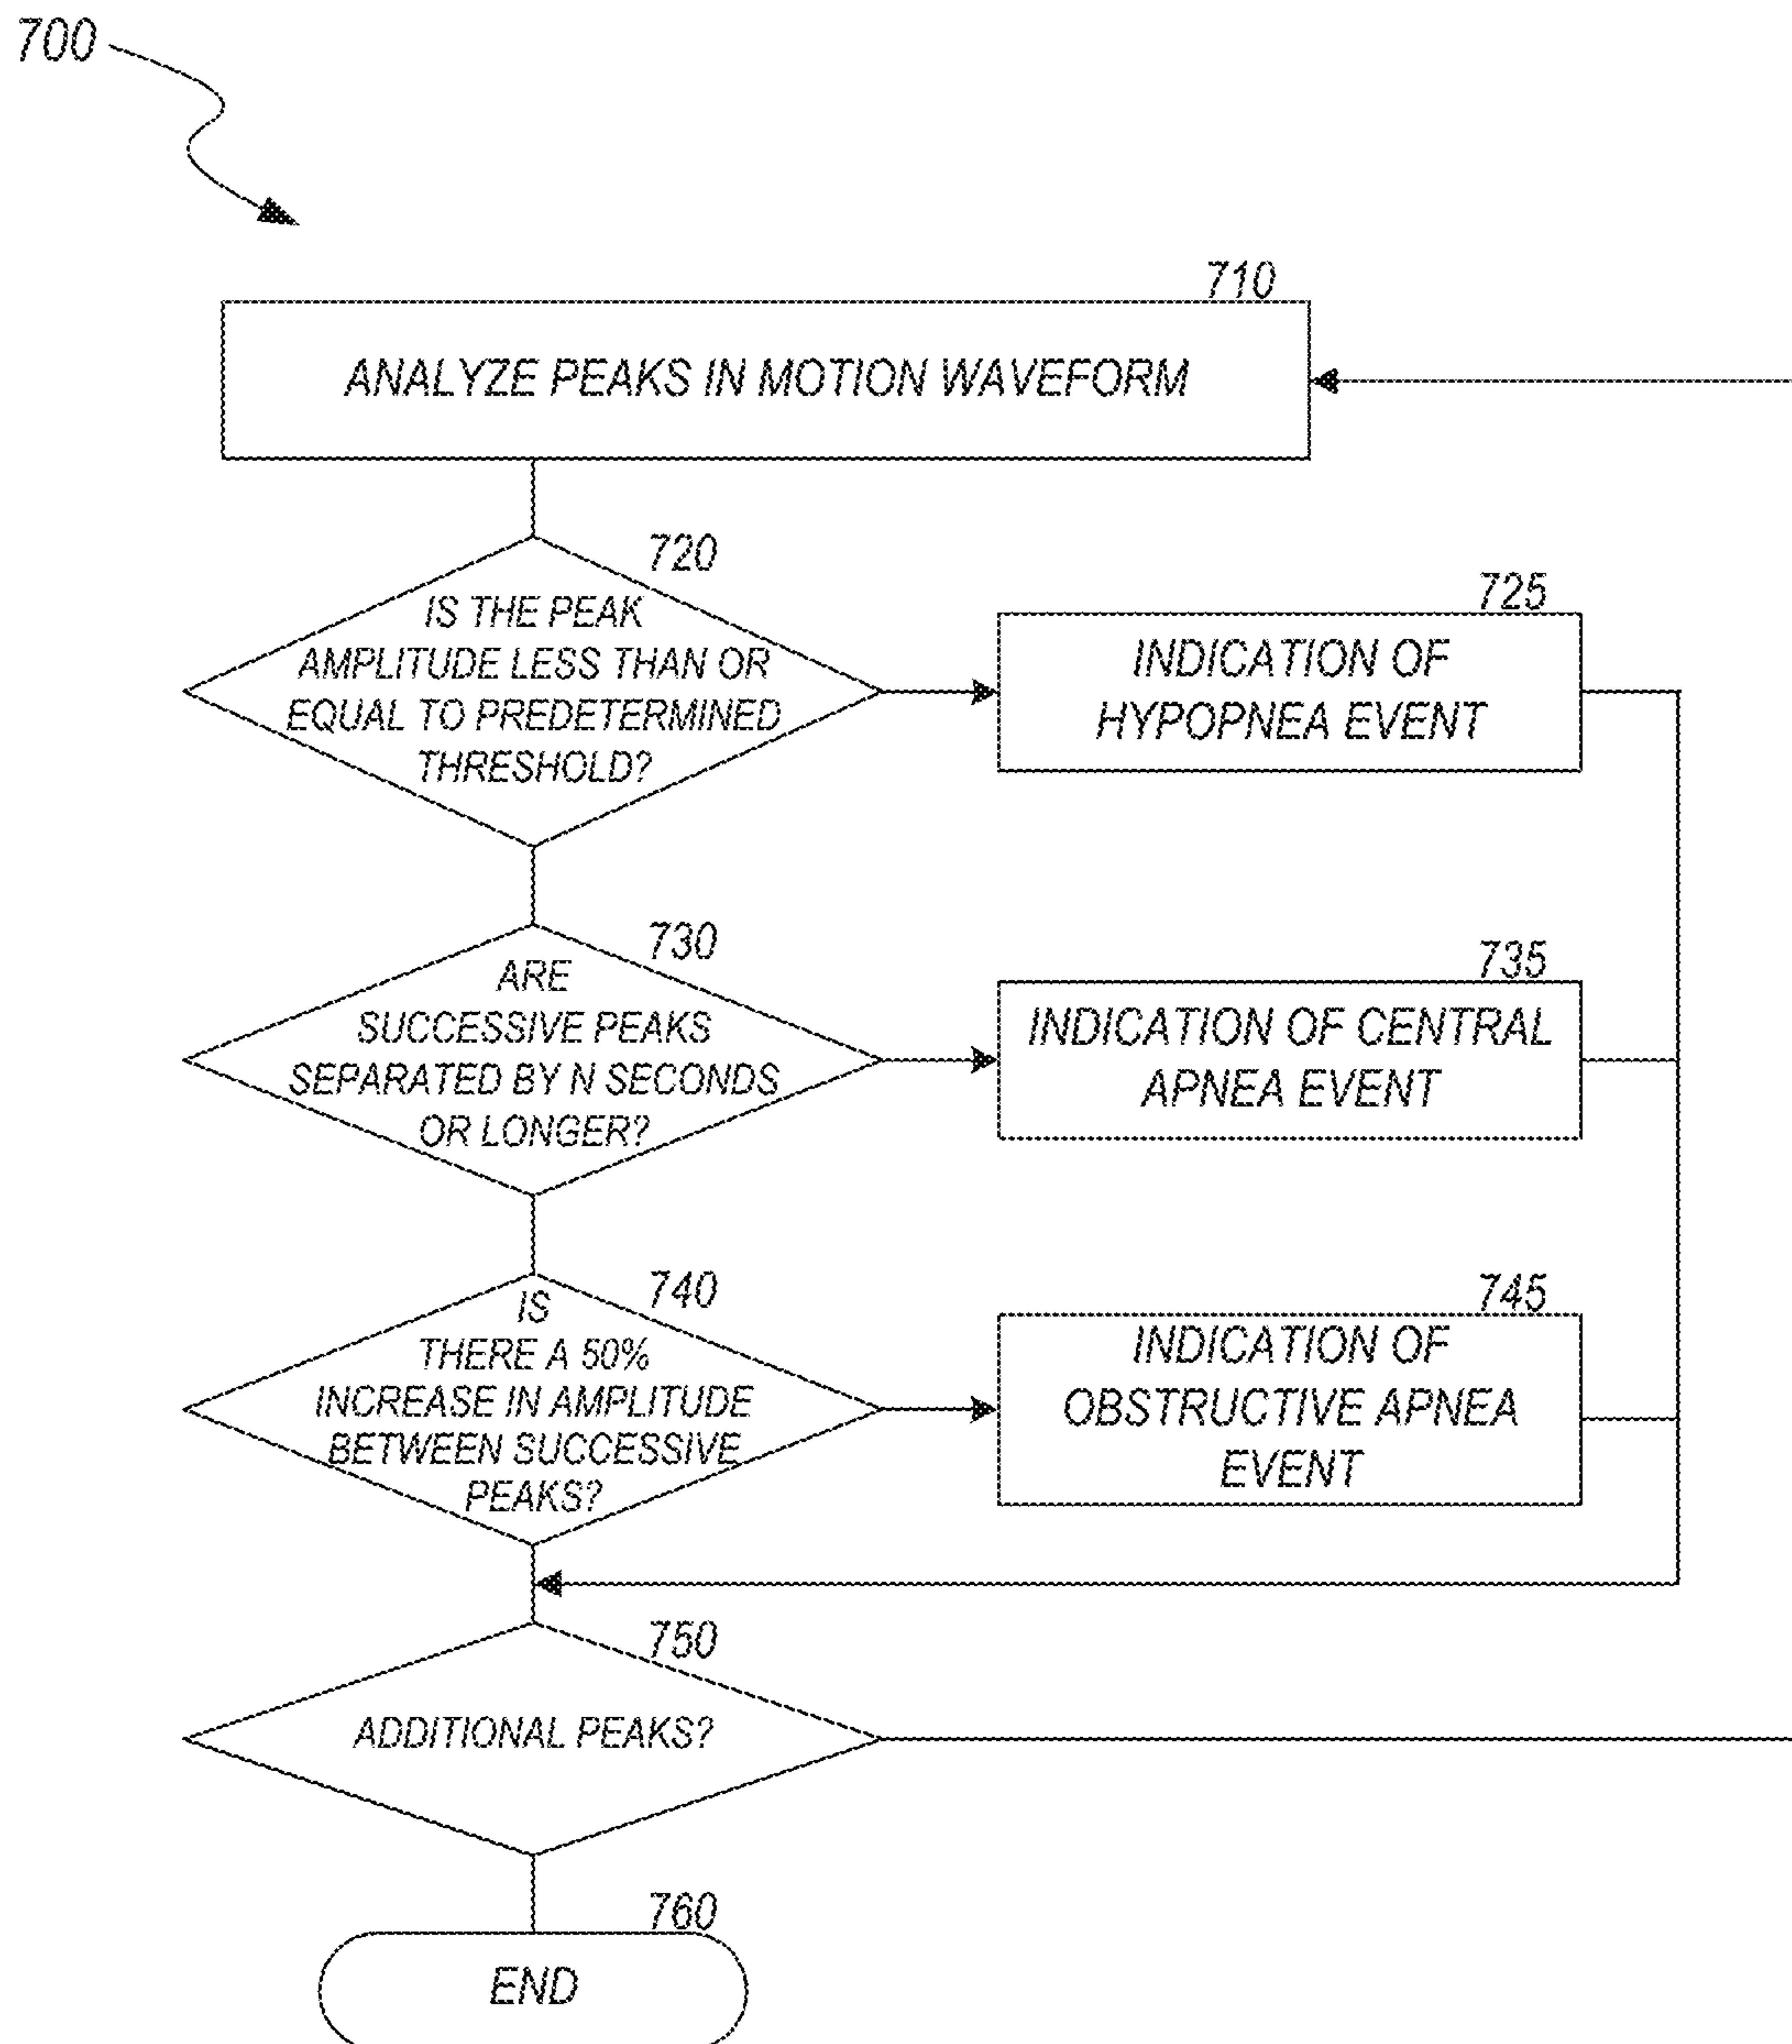 700
710
ANALYZE PEAKS IN MOTION WAVEFORM
720
IS THE PEAK
AMPLITUDE LESS THAN OR
EQUAL TO PREDETERMINED
THRESHOLD?
725
INDICATION OF
HYPOPNEA EVENT
730
ARE
SUCCESSIVE PEAKS
SEPARATED BY N SECONDS
OR LONGER?
735
INDICATION OF CENTRAL
APNEA EVENT
740
IS
THERE A 50%
INCREASE IN AMPLITUDE
BETWEEN SUCCESSIVE
PEAKS?
745
INDICATION OF
OBSTRUCTIVE APNEA
EVENT
750
ADDITIONAL PEAKS?
760
END